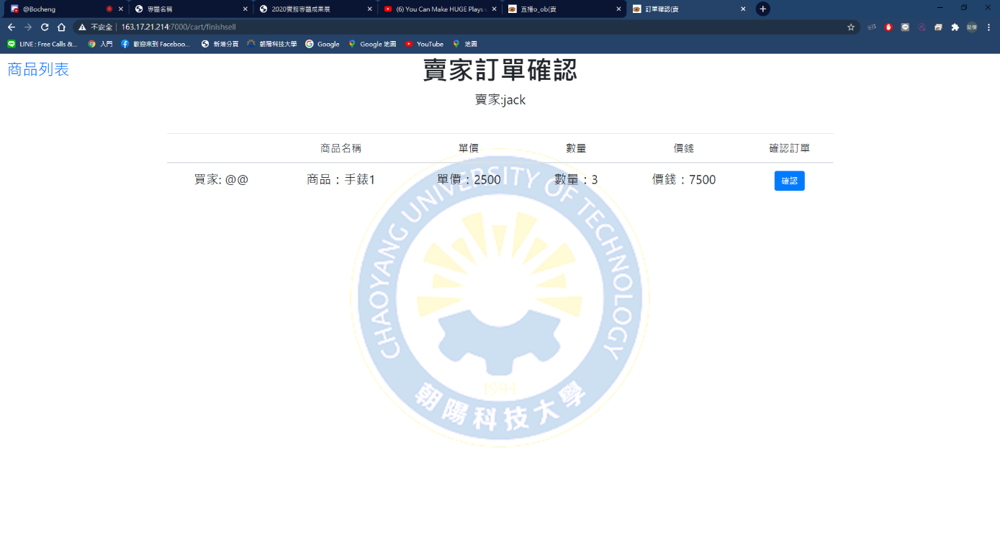 @Bocheng
專題名稱
2020實務專題成果展
(6) You Can Make HUGE Plays
直播o_ob(賣
訂單確認(賣
不安全 163.17.21.214:7000/cart/finishsell
LINE : Free Calls &... 入門 歡迎來到 Faceboo... 新增分頁 朝陽科技大學 Google Google 地圖 YouTube 地圖
商品列表
賣家訂單確認
賣家:jack
商品名稱 單價 數量 價錢 確認訂單
買家: @@ 商品：手錶1 單價：2500 數量：3 價錢：7500 確認
CHAOYANG UNIVERSITY OF TECHNOLOGY
1994
朝陽科技大學